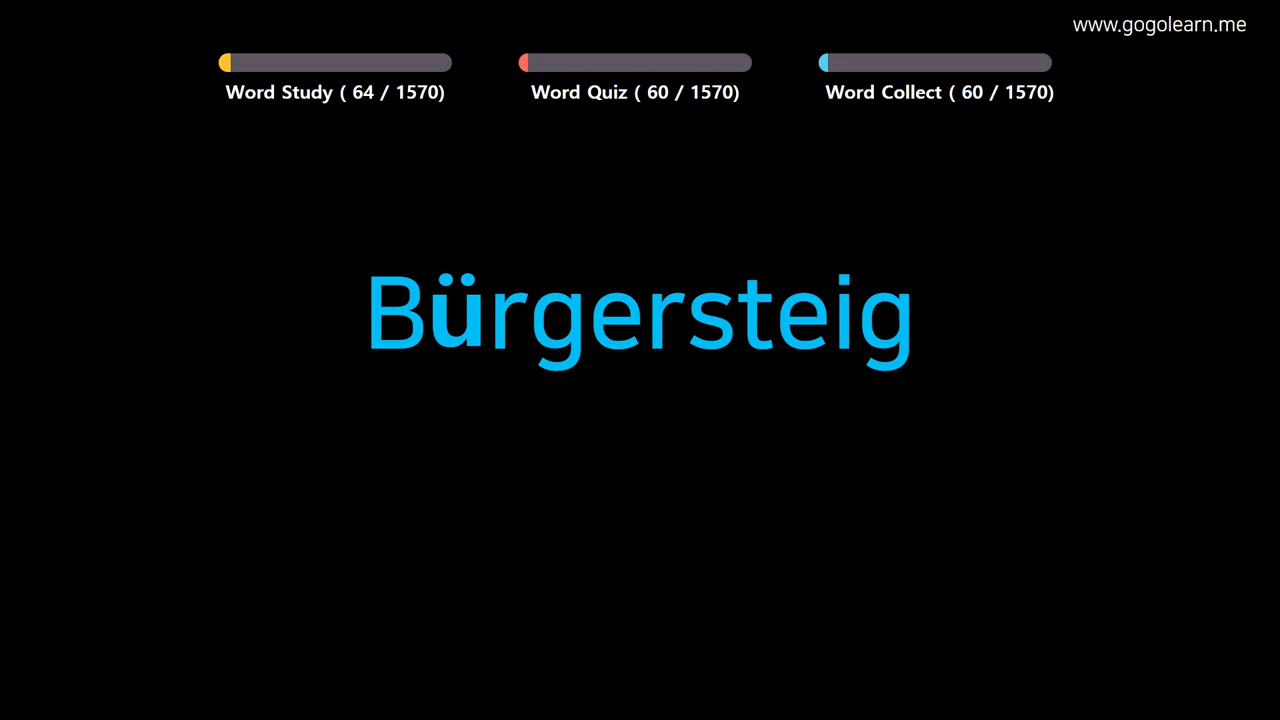 www.gogolearn.me
Word Study ( 64 / 1570)
Word Quiz ( 60 / 1570)
Word Collect ( 60 / 1570)
Bürgersteig